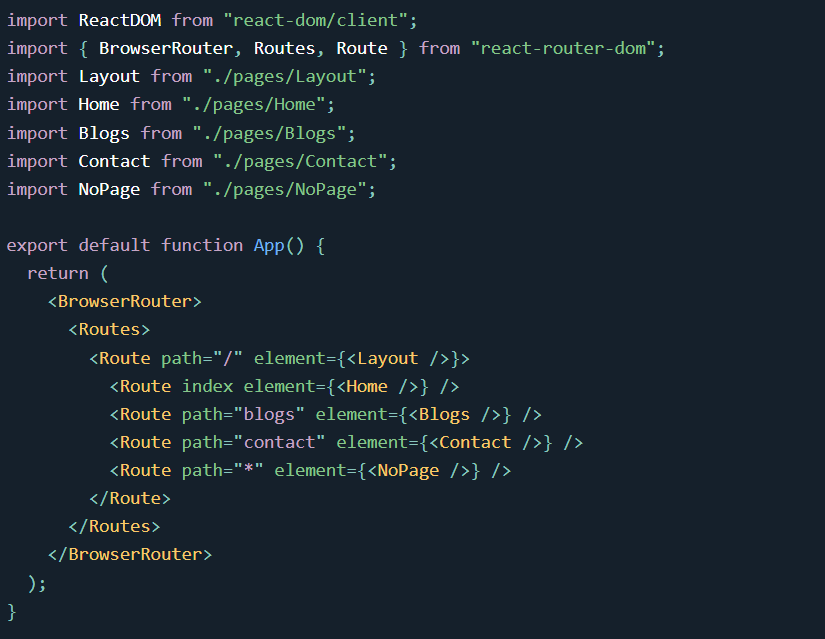 import ReactDOM from "react-dom/client";
import { BrowserRouter, Routes, Route } from "react-router-dom";
import Layout from "./pages/Layout";
import Home from "./pages/Home";
import Blogs from "./pages/Blogs";
import Contact from "./pages/Contact";
import NoPage from "./pages/NoPage";

export default function App() {
  return (
    <BrowserRouter>
      <Routes>
        <Route path="/" element={<Layout />}>
          <Route index element={<Home />} />
          <Route path="blogs" element={<Blogs />} />
          <Route path="contact" element={<Contact />} />
          <Route path="*" element={<NoPage />} />
        </Route>
      </Routes>
    </BrowserRouter>
  );
}